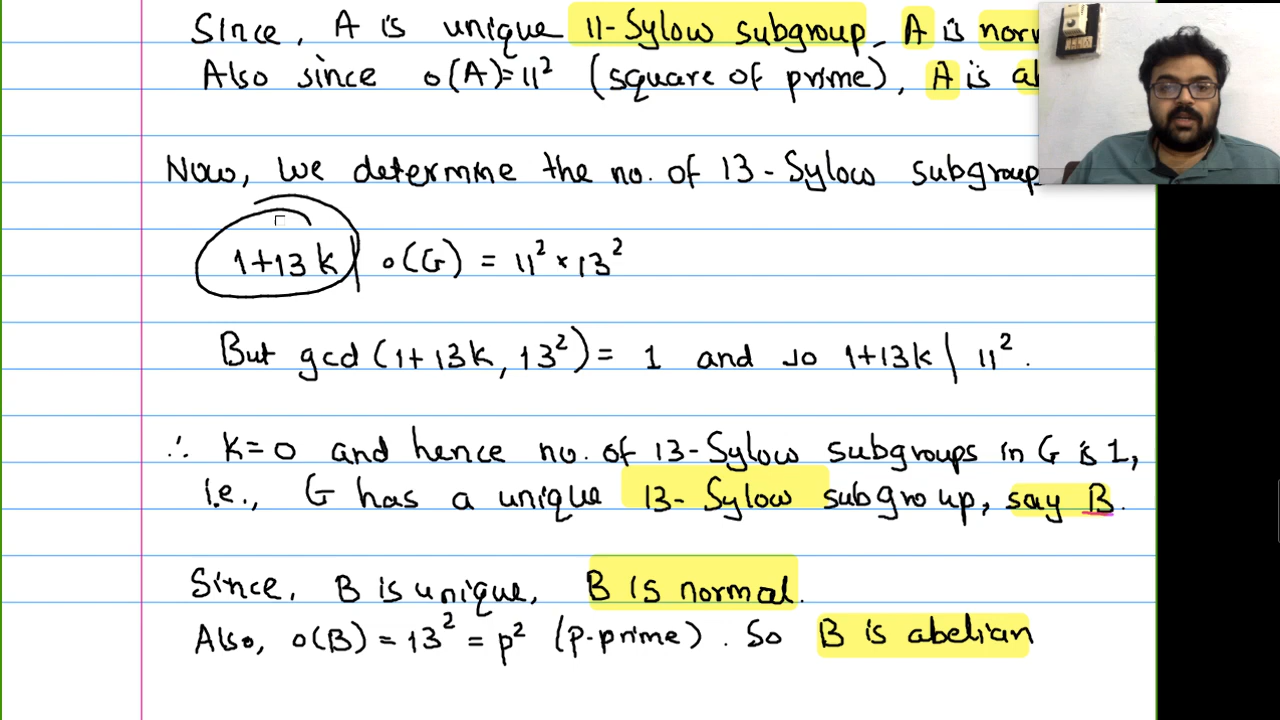 Since, A is unique 11-Sylow subgroup, A is
Also since o(A)=11² (square of prime), A is
Now, we determine the no. of 13-Sylow subgroup
1+13k | o(G) = 11² × 13²
But gcd (1+13k, 13²) = 1 and so 1+13k | 11².
∴ k=0 and hence no. of 13-Sylow subgroups in G is 1,
i.e., G has a unique 13-Sylow subgroup, say B.
Since, B is unique, B is normal.
Also, o(B) = 13² = p² (p-prime). So B is abelian